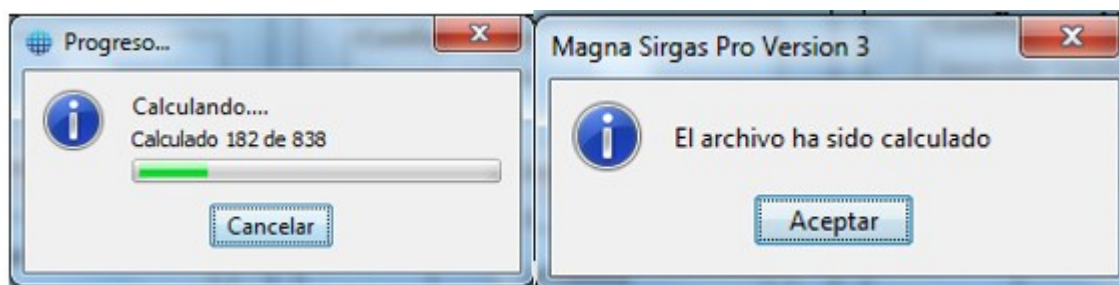 Progreso...
Calculando....
Calculado 182 de 838
Cancelar
Magna Sirgas Pro Version 3
El archivo ha sido calculado
Aceptar